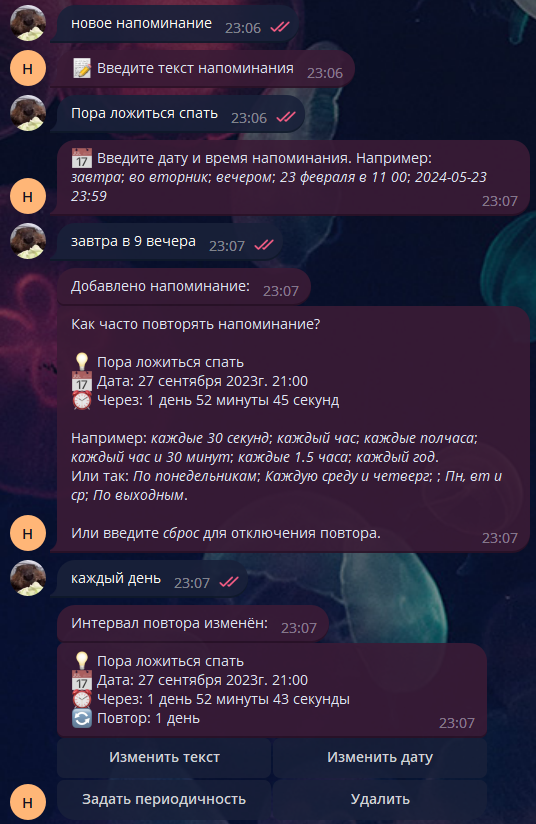 новое напоминание 23:06
Н
Введите текст напоминания 23:06
Пора ложиться спать 23:06
17 Введите дату и время напоминания. Например:
завтра; во вторник; вечером; 23 февраля в 11 00; 2024-05-23
23:59 23:07
Н
завтра в 9 вечера 23:07
Добавлено напоминание: 23:07
Как часто повторять напоминание?
Пора ложиться спать
17 Дата: 27 сентября 2023г. 21:00
Через: 1 день 52 минуты 45 секунд
Например: каждые 30 секунд; каждый час; каждые полчаса;
каждый час и 30 минут; каждые 1.5 часа; каждый год.
Или так: По понедельникам; Каждую среду и четверг; ; Пн, вт и
ср; По выходным.
Или введите сброс для отключения повтора. 23:07
Н
каждый день 23:07
Интервал повтора изменён: 23:07
Пора ложиться спать
17 Дата: 27 сентября 2023г. 21:00
Через: 1 день 52 минуты 43 секунды
Повтор: 1 день 23:07
Изменить текст Изменить дату
Н Задать периодичность Удалить